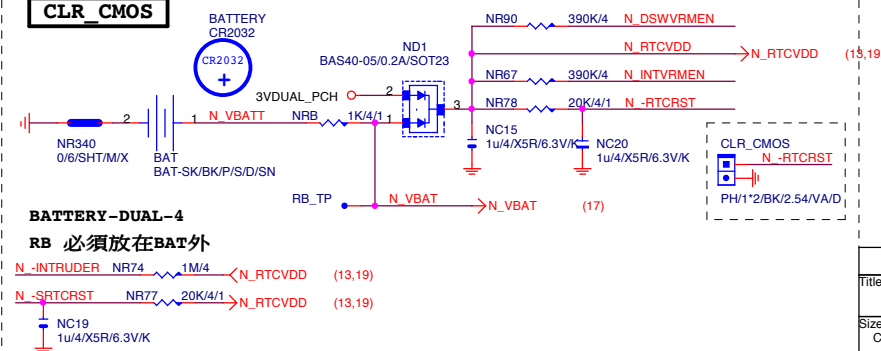 CLR_CMOS
BATTERY
CR2032
CR2032
+
ND1
BAS40-05/0.2A/SOT23
NR90 390K/4 N_DSWVRMEN
N_RTCVDD
N_RTCVDD (13,19
NR67 390K/4 N_INTVRMEN
3VDUAL_PCH 2
3
NR78 20K/4/1 N_-RTCRST
2 1 N_VBATT NRB 1K/4/1 1
NR340
0/6/SHT/M/X
BAT
BAT-SK/BK/P/S/D/SN
NC15
1u/4/X5R/6.3V/K
NC20
1u/4/X5R/6.3V/K
CLR_CMOS
N_-RTCRST
PH/1*2/BK/2.54/VA/D
RB_TP N_VBAT N_VBAT (17)
BATTERY-DUAL-4
RB 必須放在BAT外
N_-INTRUDER NR74 1M/4 N_RTCVDD (13,19)
N_-SRTCRST NR77 20K/4/1 N_RTCVDD (13,19)
NC19
1u/4/X5R/6.3V/K
Title
Size
C